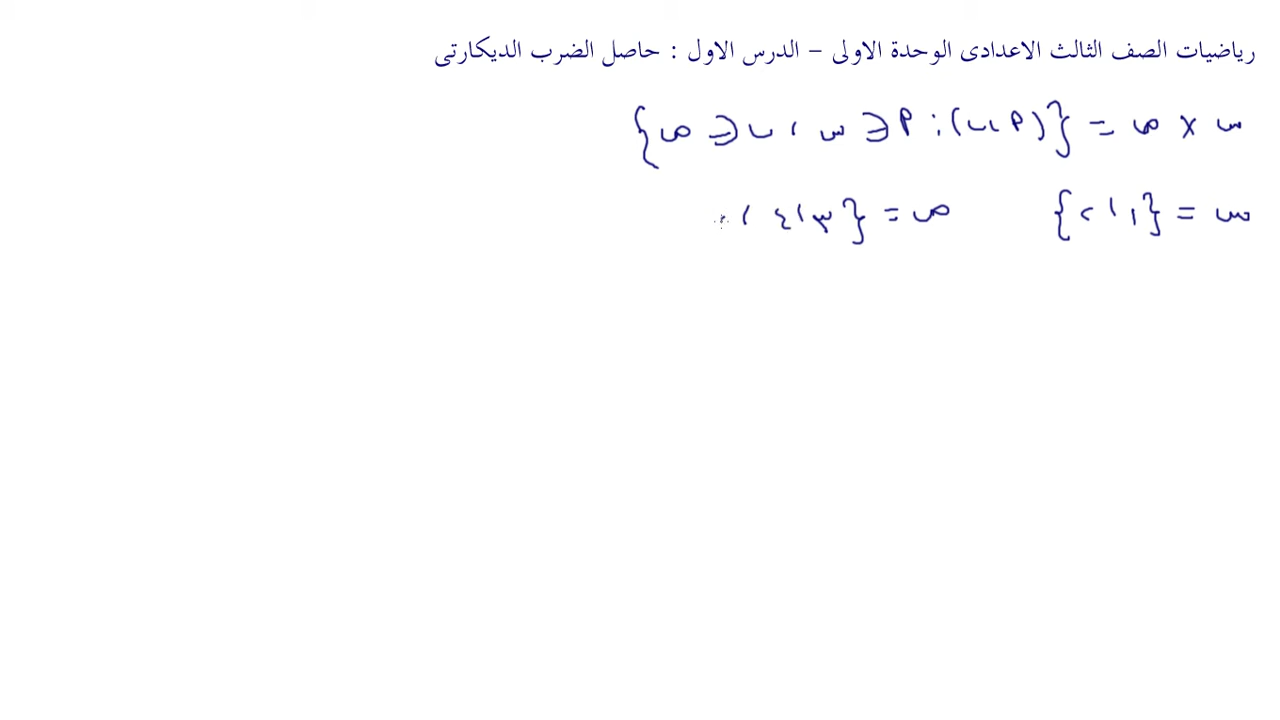 رياضيات الصف الثالث الاعدادى الوحدة الاولى – الدرس الاول : حاصل الضرب الديكارتى
س × ص = {(أ،ب) : أ ∈ س ، ب ∈ ص}
س = {١ ، ٢} ص = {٣ ، ٤ ،